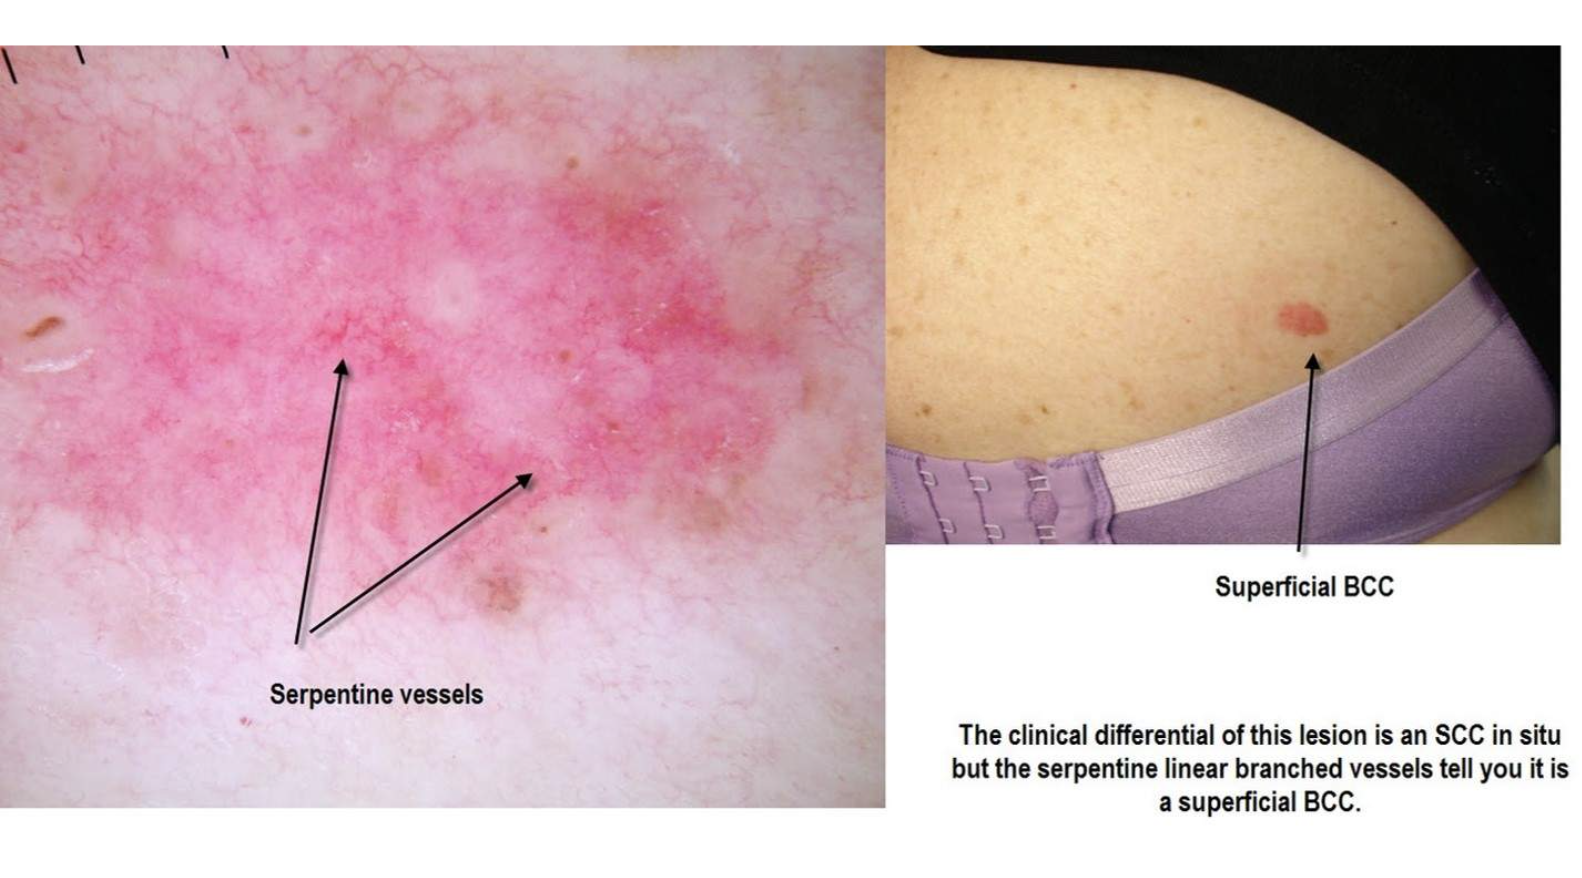 Serpentine vessels
Superficial BCC
The clinical differential of this lesion is an SCC in situ
but the serpentine linear branched vessels tell you it is
a superficial BCC.